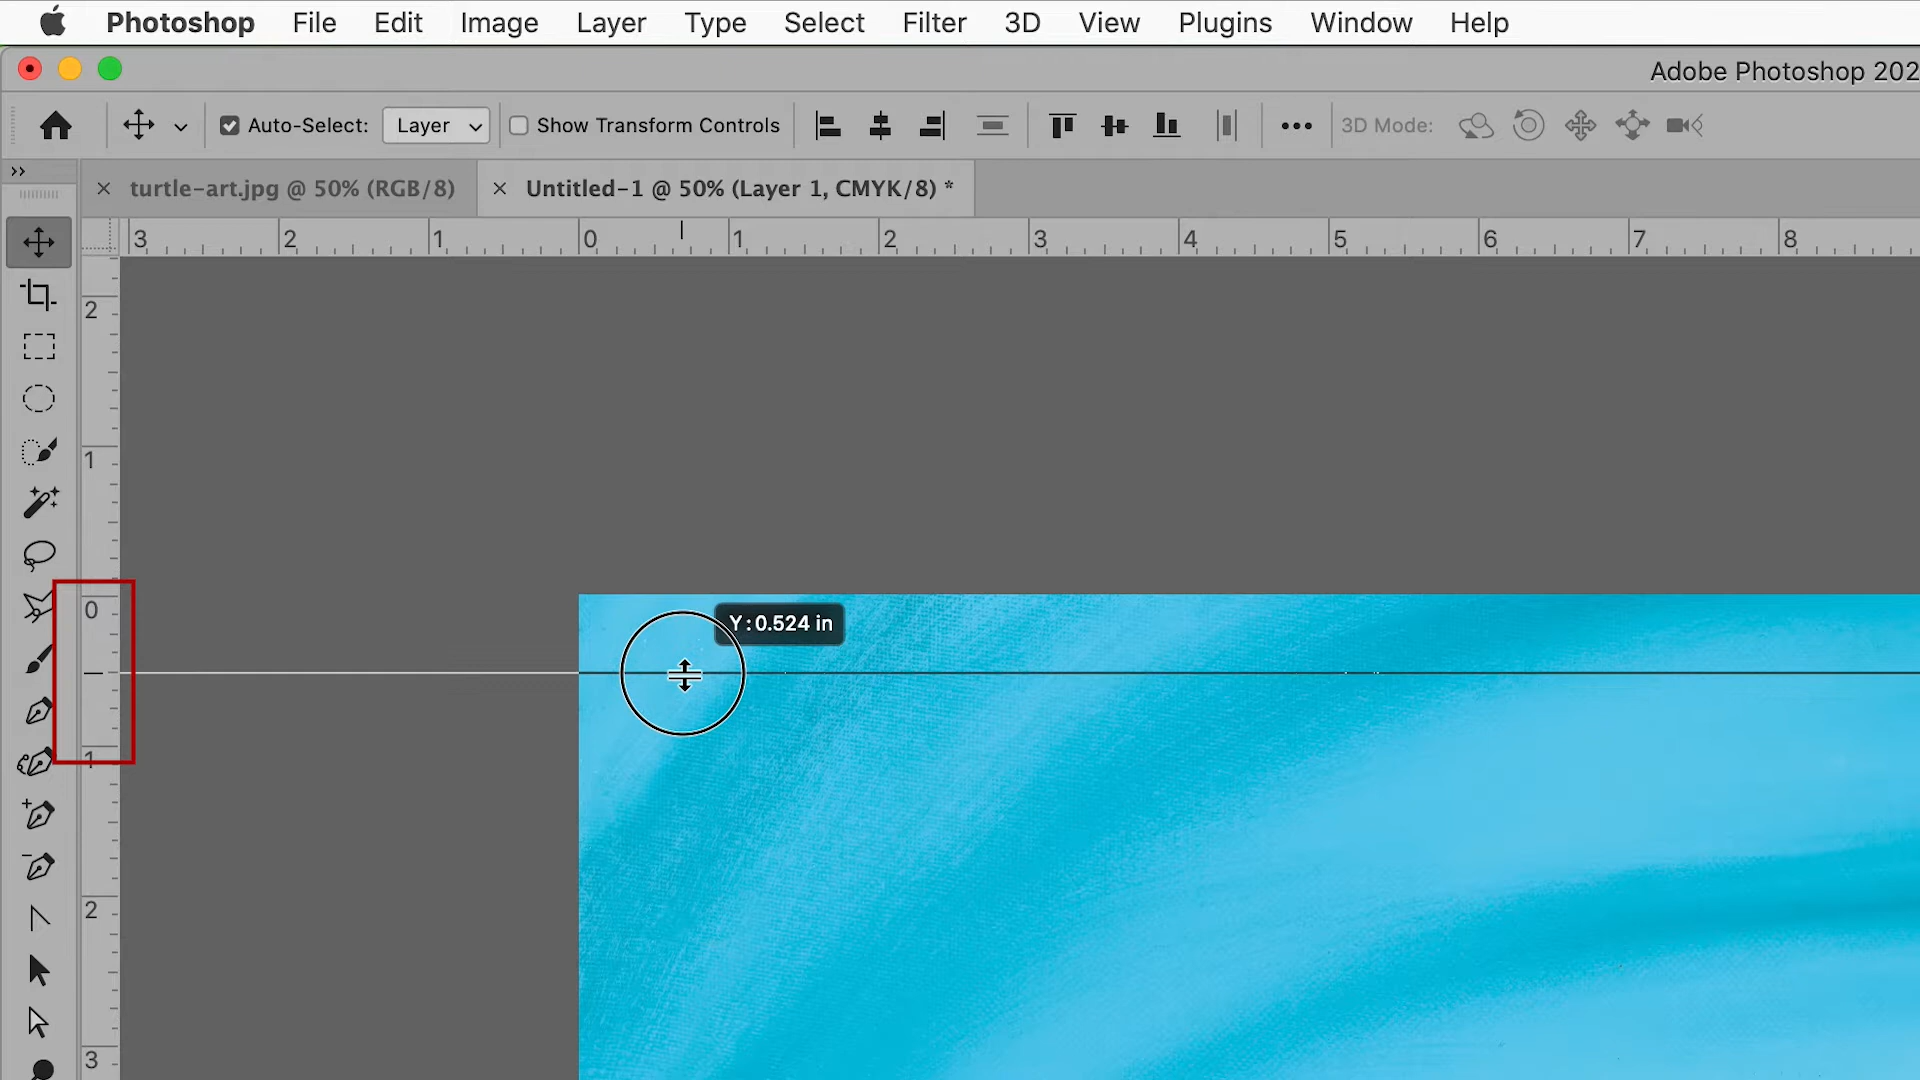 Photoshop File Edit Image Layer Type Select Filter 3D View Plugins Window Help
Adobe Photoshop 202
Auto-Select: Layer Show Transform Controls 3D Mode:
turtle-art.jpg @ 50% (RGB/8) Untitled-1 @ 50% (Layer 1, CMYK/8) *
3 2 1 0 1 2 3 4 5 6 7 8
2
1
0
Y: 0.524 in
1
2
3